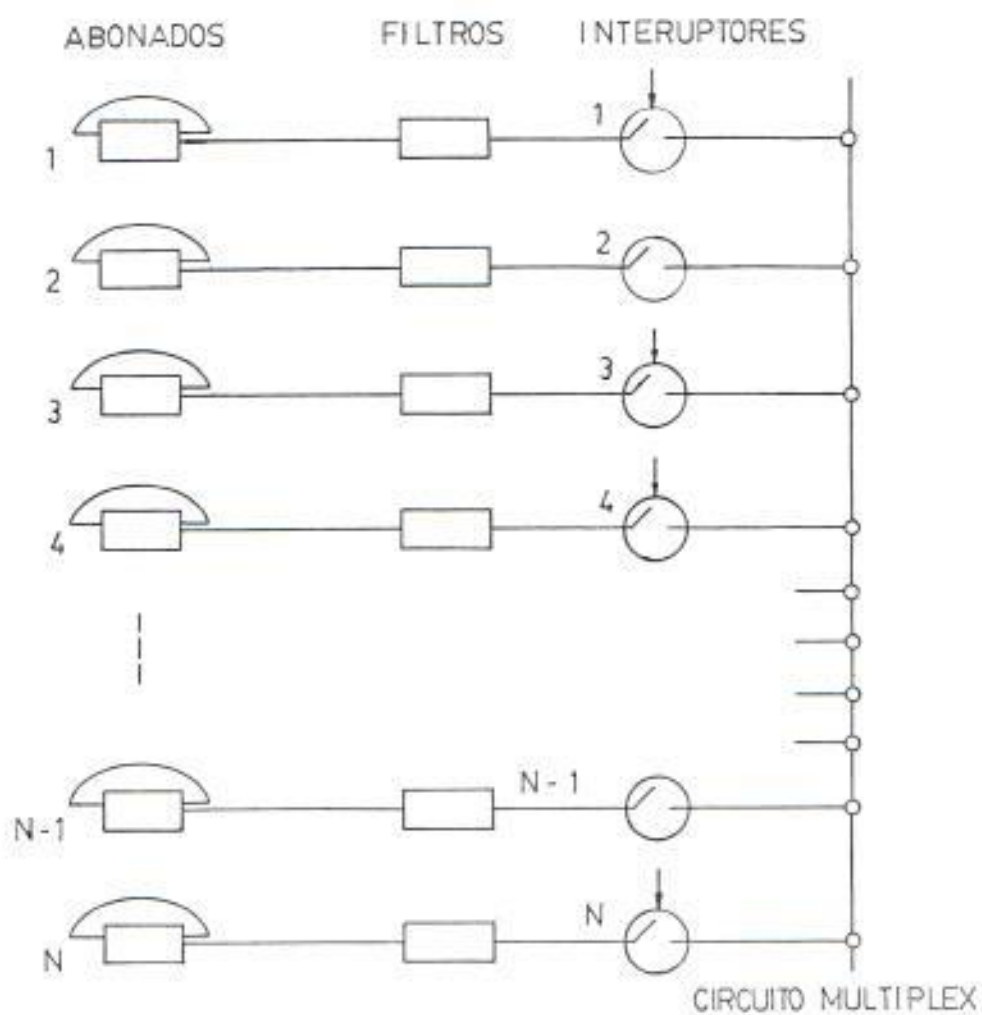 ABONADOS FILTROS INTERUPTORES
1 1
2 2
3 3
4 4
N-1 N-1
N N
CIRCUITO MULTIPLEX